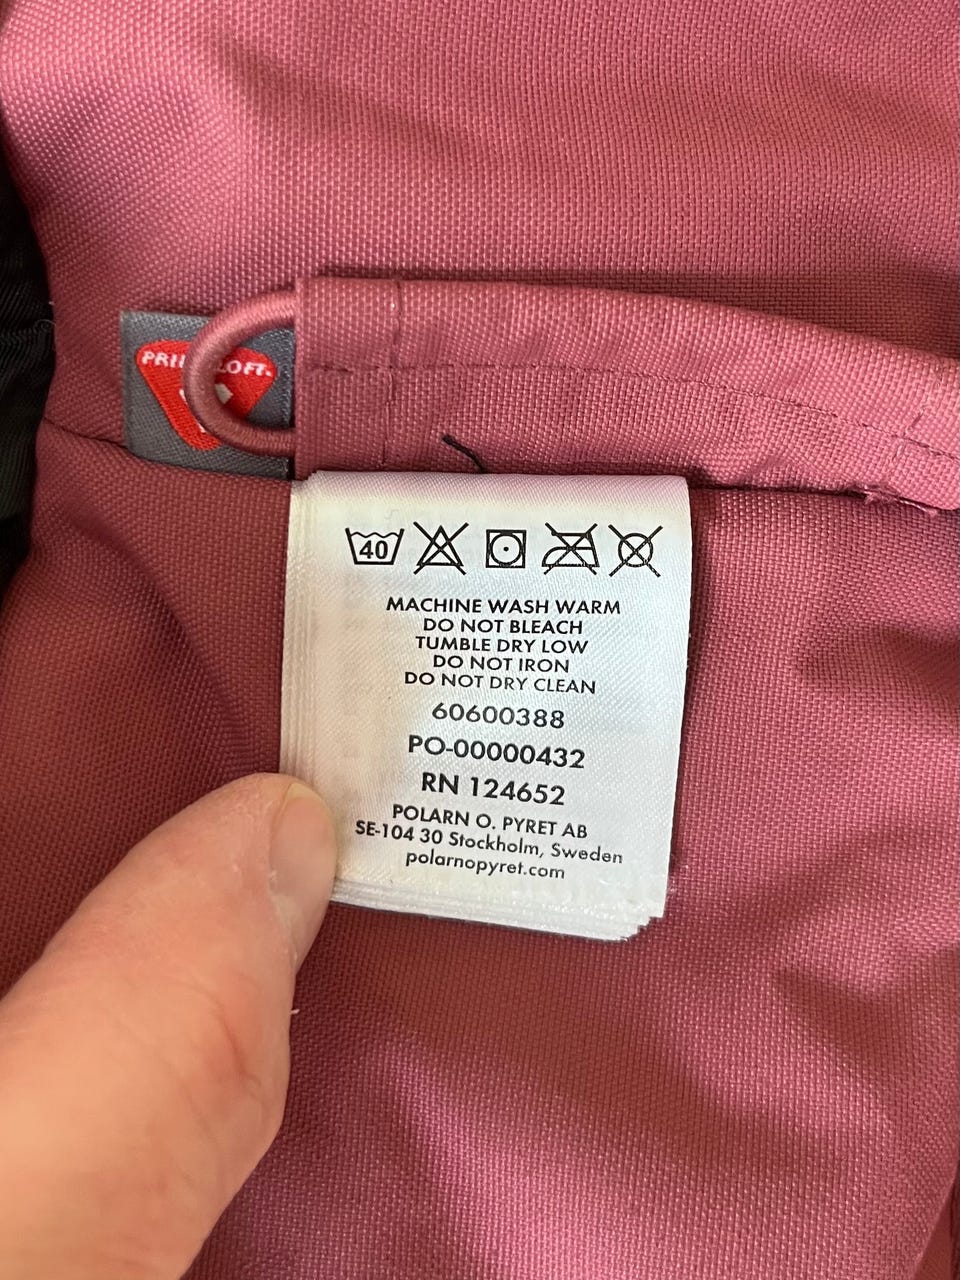 40
MACHINE WASH WARM
DO NOT BLEACH
TUMBLE DRY LOW
DO NOT IRON
DO NOT DRY CLEAN
60600388
PO-00000432
RN 124652
POLARN O. PYRET AB
SE-104 30 Stockholm, Sweden
polarnopyret.com